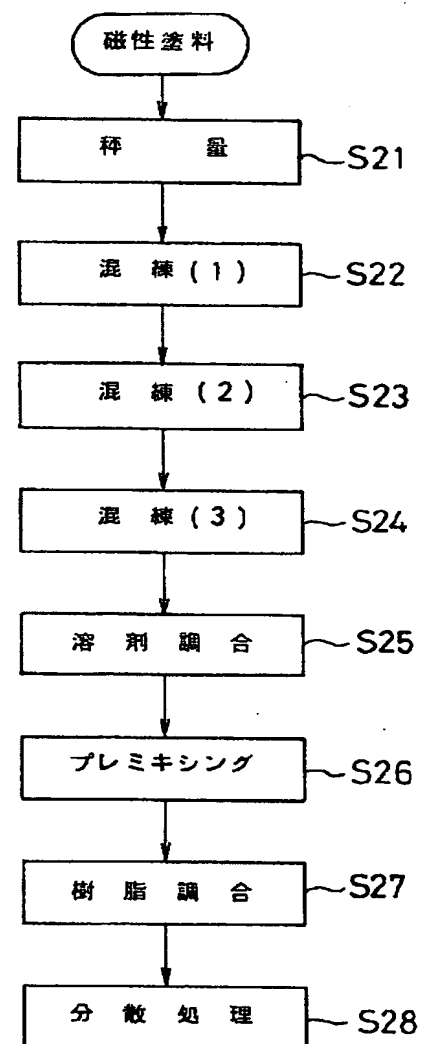 磁性塗料
秤量 S21
混練(1) S22
混練(2) S23
混練(3) S24
溶剤調合 S25
プレミキシング S26
樹脂調合 S27
分散処理 S28